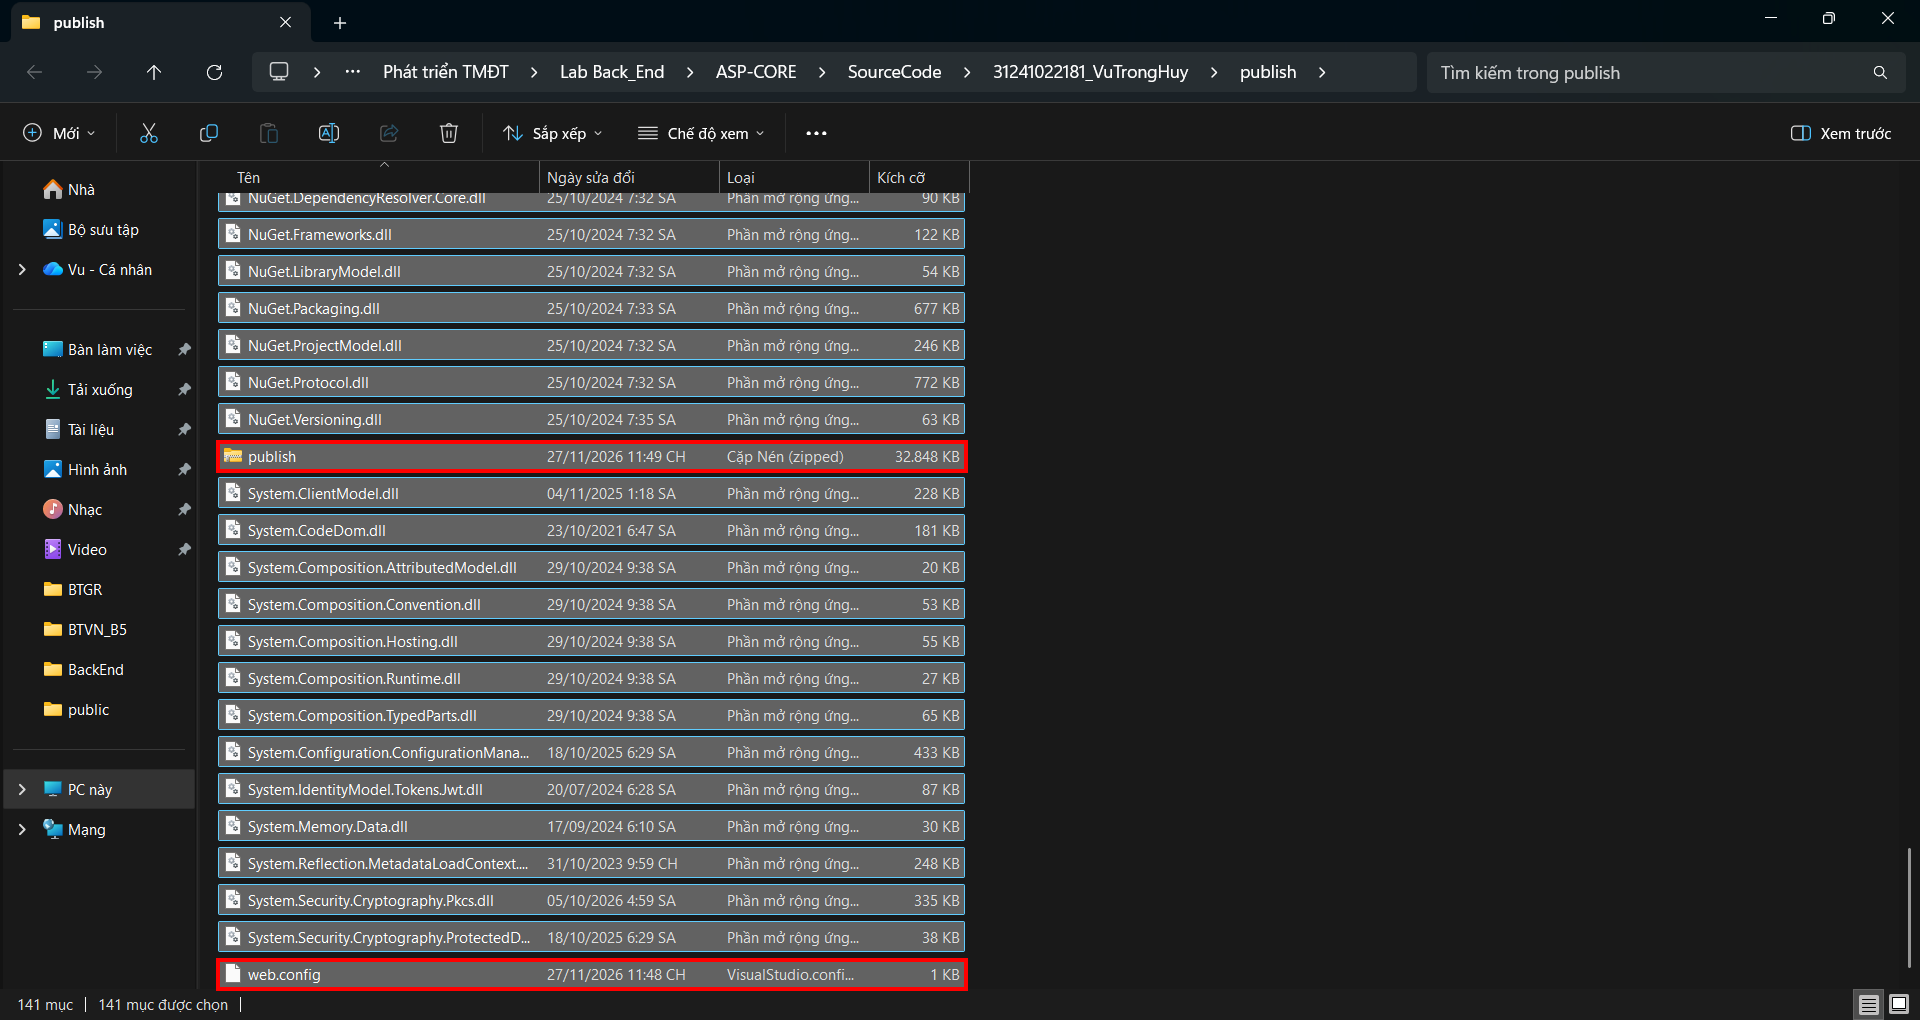 publish
Phát triển TMĐT > Lab Back_End > ASP-CORE > SourceCode > 31241022181_VuTrongHuy > publish >
Tìm kiếm trong publish
Mới
Sắp xếp
Chế độ xem
Xem trước
Nhà
Bộ sưu tập
Vu - Cá nhân
Bàn làm việc
Tải xuống
Tài liệu
Hình ảnh
Nhạc
Video
BTGR
BTVN_B5
BackEnd
public
PC này
Mạng
Tên Ngày sửa đổi Loại Kích cỡ
NuGet.DependencyResolver.Core.dll 25/10/2024 7:32 SA Phần mở rộng ứng... 90 KB
NuGet.Frameworks.dll 25/10/2024 7:32 SA Phần mở rộng ứng... 122 KB
NuGet.LibraryModel.dll 25/10/2024 7:32 SA Phần mở rộng ứng... 54 KB
NuGet.Packaging.dll 25/10/2024 7:33 SA Phần mở rộng ứng... 677 KB
NuGet.ProjectModel.dll 25/10/2024 7:32 SA Phần mở rộng ứng... 246 KB
NuGet.Protocol.dll 25/10/2024 7:32 SA Phần mở rộng ứng... 772 KB
NuGet.Versioning.dll 25/10/2024 7:35 SA Phần mở rộng ứng... 63 KB
publish 27/11/2026 11:49 CH Cặp Nén (zipped) 32.848 KB
System.ClientModel.dll 04/11/2025 1:18 SA Phần mở rộng ứng... 228 KB
System.CodeDom.dll 23/10/2021 6:47 SA Phần mở rộng ứng... 181 KB
System.Composition.AttributedModel.dll 29/10/2024 9:38 SA Phần mở rộng ứng... 20 KB
System.Composition.Convention.dll 29/10/2024 9:38 SA Phần mở rộng ứng... 53 KB
System.Composition.Hosting.dll 29/10/2024 9:38 SA Phần mở rộng ứng... 55 KB
System.Composition.Runtime.dll 29/10/2024 9:38 SA Phần mở rộng ứng... 27 KB
System.Composition.TypedParts.dll 29/10/2024 9:38 SA Phần mở rộng ứng... 65 KB
System.Configuration.ConfigurationMana... 18/10/2025 6:29 SA Phần mở rộng ứng... 433 KB
System.IdentityModel.Tokens.Jwt.dll 20/07/2024 6:28 SA Phần mở rộng ứng... 87 KB
System.Memory.Data.dll 17/09/2024 6:10 SA Phần mở rộng ứng... 30 KB
System.Reflection.MetadataLoadContext.... 31/10/2023 9:59 CH Phần mở rộng ứng... 248 KB
System.Security.Cryptography.Pkcs.dll 05/10/2026 4:59 SA Phần mở rộng ứng... 335 KB
System.Security.Cryptography.ProtectedD... 18/10/2025 6:29 SA Phần mở rộng ứng... 38 KB
web.config 27/11/2026 11:48 CH VisualStudio.confi... 1 KB
141 mục | 141 mục được chọn |